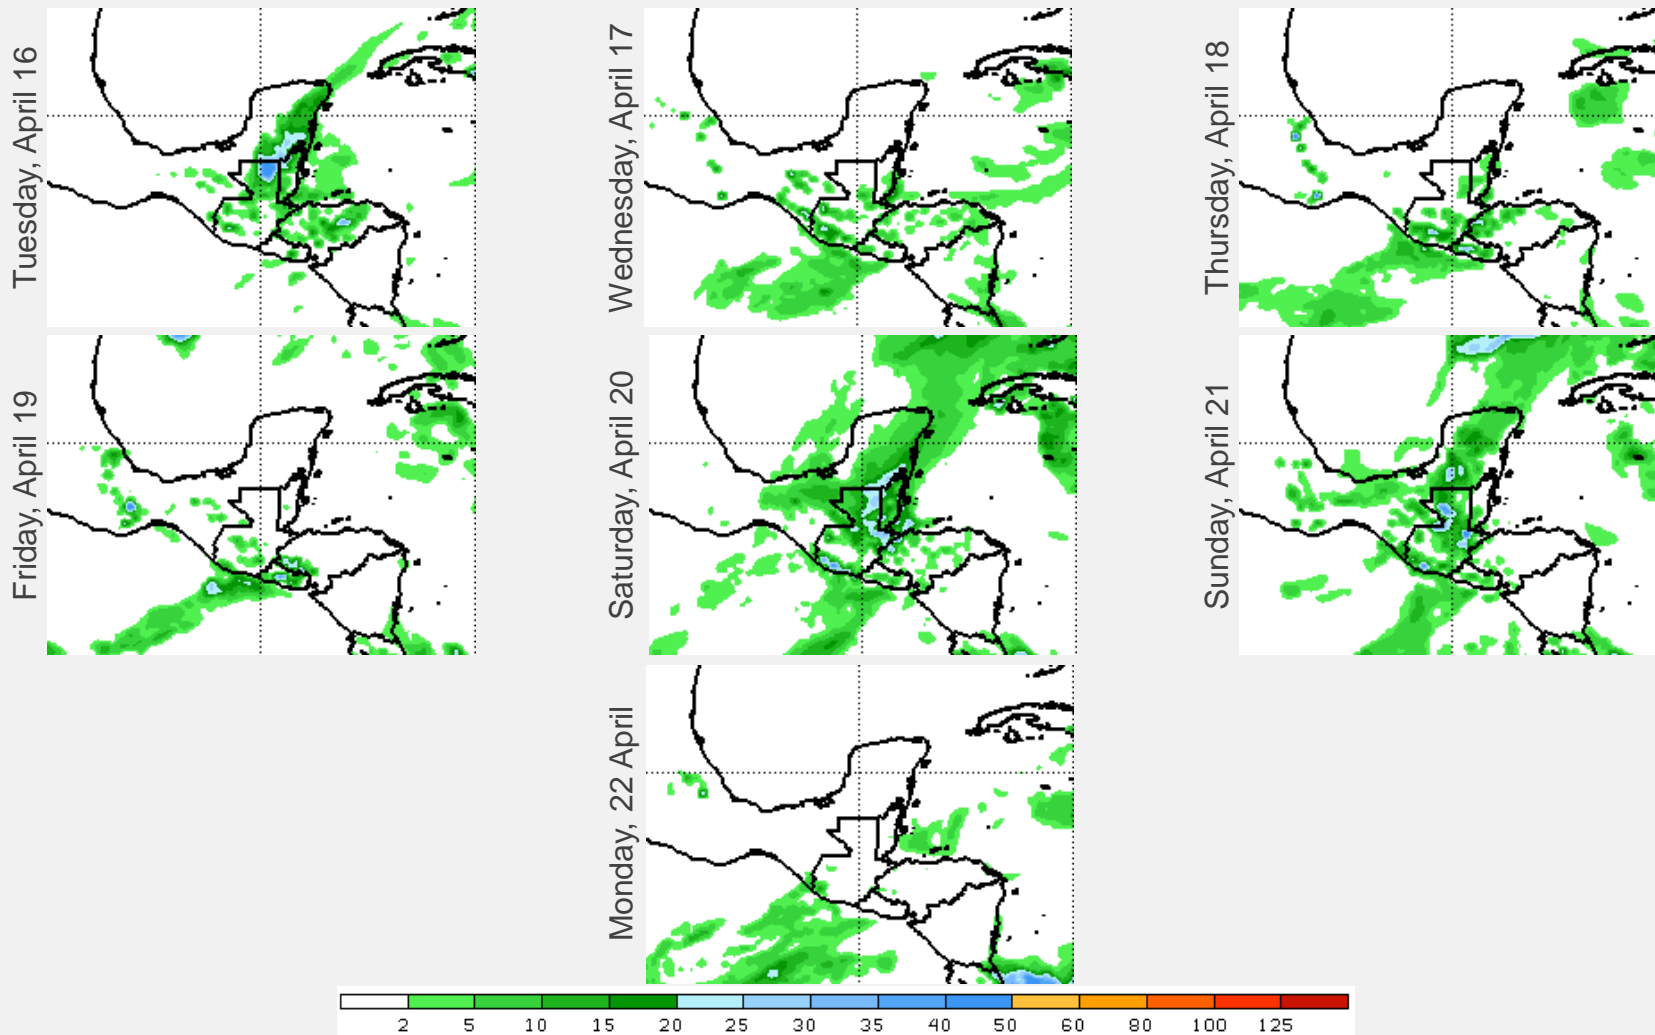 Tuesday, April 16
Wednesday, April 17
Thursday, April 18
Friday, April 19
Saturday, April 20
Sunday, April 21
Monday, 22 April
2 5 10 15 20 25 30 35 40 50 60 80 100 125